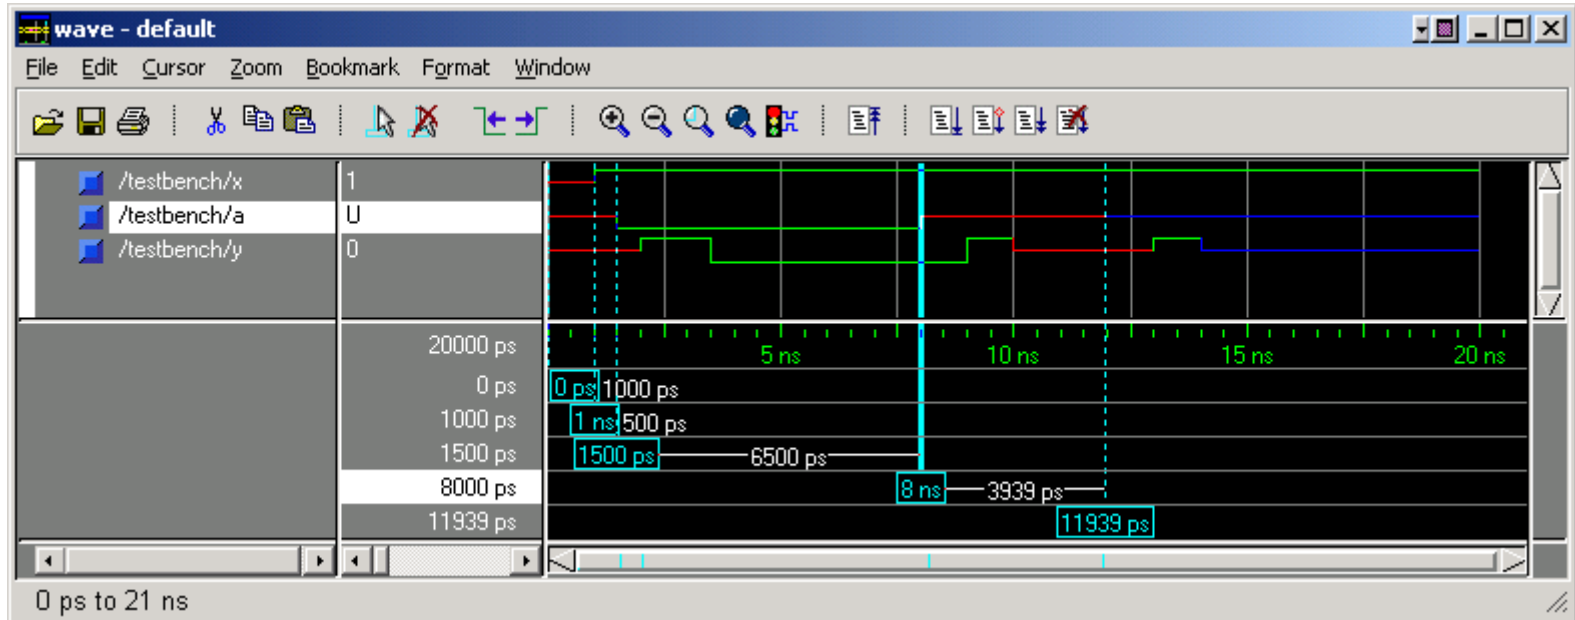 wave - default
File Edit Cursor Zoom Bookmark Format Window
/testbench/x 1
/testbench/a U
/testbench/y 0
20000 ps 5 ns 10 ns 15 ns 20 ns
0 ps 0 ps 1000 ps
1000 ps 1 ns 500 ps
1500 ps 1500 ps 6500 ps
8000 ps 8 ns 3939 ps
11939 ps 11939 ps
0 ps to 21 ns